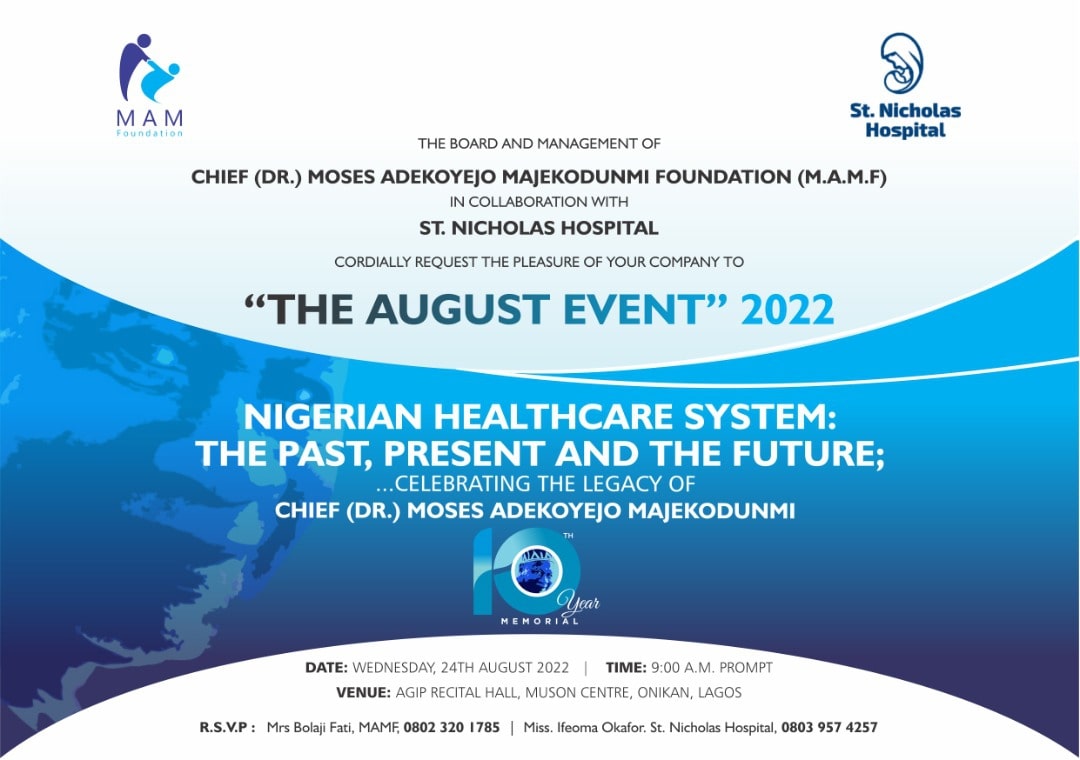 MAM
Foundation
St. Nicholas
Hospital
THE BOARD AND MANAGEMENT OF
CHIEF (DR.) MOSES ADEKOYEJO MAJEKODUNMI FOUNDATION (M.A.M.F)
IN COLLABORATION WITH
ST. NICHOLAS HOSPITAL
CORDIALLY REQUEST THE PLEASURE OF YOUR COMPANY TO
“THE AUGUST EVENT” 2022
NIGERIAN HEALTHCARE SYSTEM:
THE PAST, PRESENT AND THE FUTURE;
...CELEBRATING THE LEGACY OF
CHIEF (DR.) MOSES ADEKOYEJO MAJEKODUNMI
10TH
Year
MEMORIAL
DATE: WEDNESDAY, 24TH AUGUST 2022 | TIME: 9:00 A.M. PROMPT
VENUE: AGIP RECITAL HALL, MUSON CENTRE, ONIKAN, LAGOS
R.S.V.P : Mrs Bolaji Fati, MAMF, 0802 320 1785 | Miss. Ifeoma Okafor. St. Nicholas Hospital, 0803 957 4257